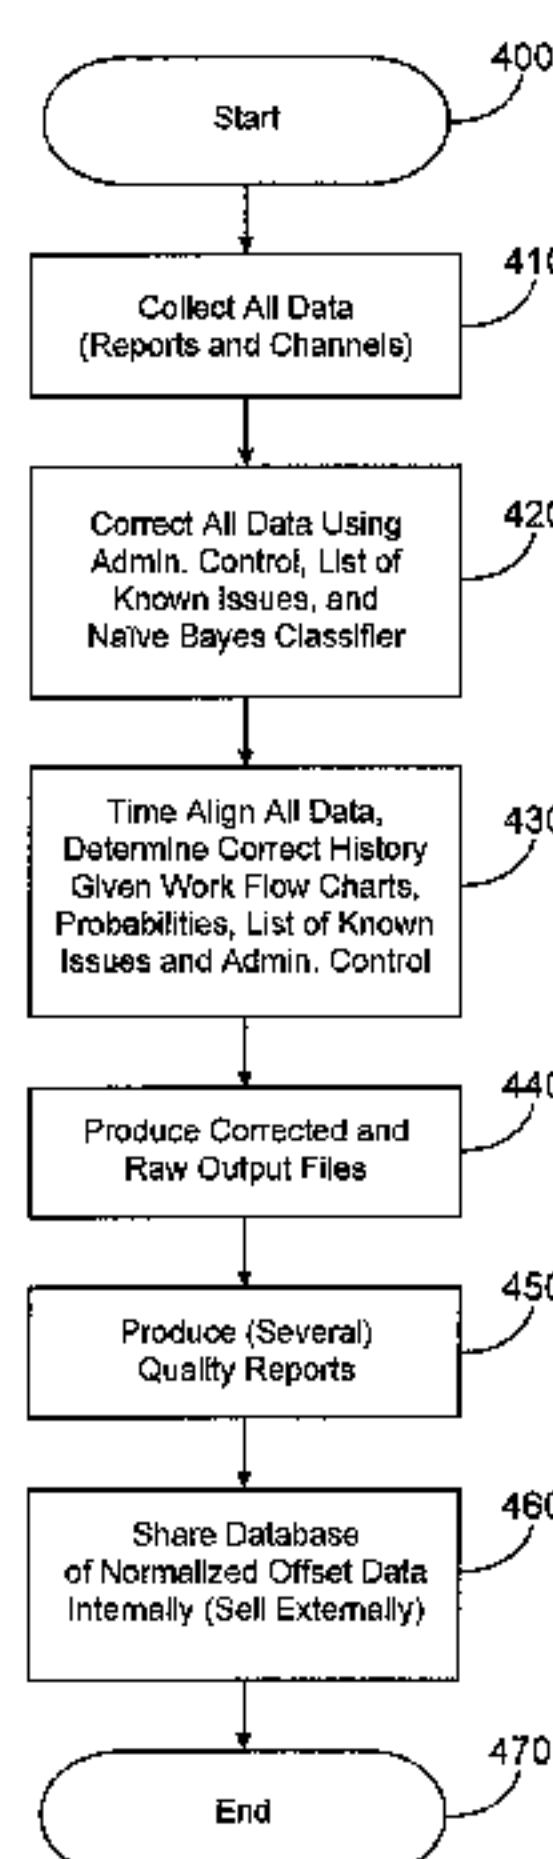 400
Start
410
Collect All Data
(Reports and Channels)
420
Correct All Data Using
Admin. Control, List of
Known Issues, and
Naïve Bayes Classifier
430
Time Align All Data,
Determine Correct History
Given Work Flow Charts,
Probabilities, List of Known
Issues and Admin. Control
440
Produce Corrected and
Raw Output Files
450
Produce (Several)
Quality Reports
460
Share Database
of Normalized Offset Data
Internally (Sell Externally)
470
End